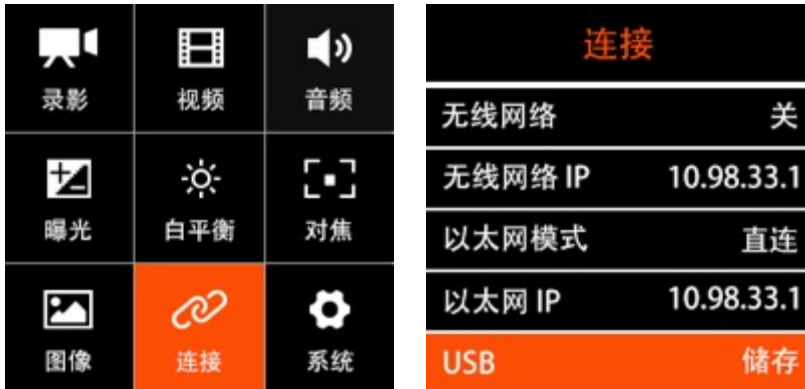 录影 视频 音频
曝光 白平衡 对焦
图像 连接 系统
连接
无线网络 关
无线网络 IP 10.98.33.1
以太网模式 直连
以太网 IP 10.98.33.1
USB 储存